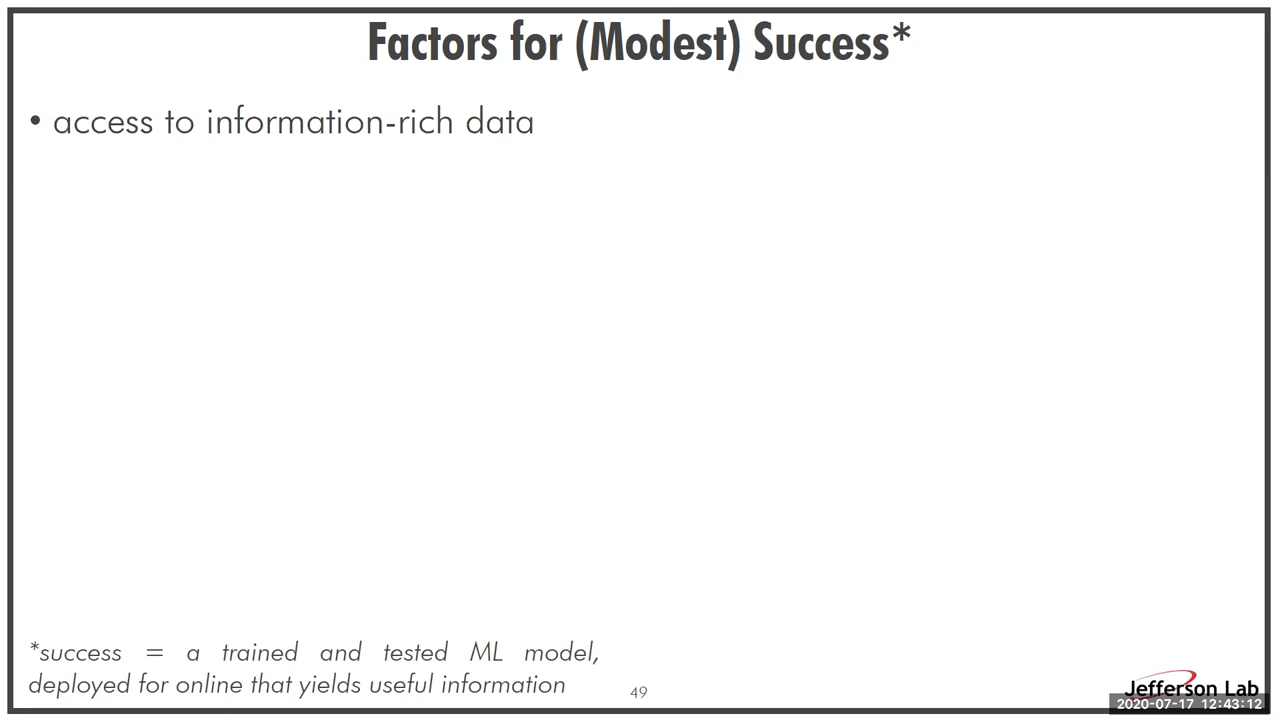 Factors for (Modest) Success*
• access to information-rich data
*success = a trained and tested ML model,
deployed for online that yields useful information
49
Jefferson Lab
2020-07-17 12:43:12